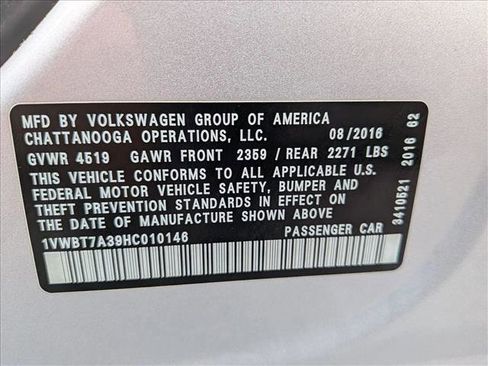 MFD BY VOLKSWAGEN GROUP OF AMERICA
CHATTANOOGA OPERATIONS, LLC. 08/2016
GVWR 4519 GAWR FRONT 2359 / REAR 2271 LBS
THIS VEHICLE CONFORMS TO ALL APPLICABLE U.S.
FEDERAL MOTOR VEHICLE SAFETY, BUMPER AND
THEFT PREVENTION STANDARDS IN EFFECT ON
THE DATE OF MANUFACTURE SHOWN ABOVE
1VWBT7A39HC010146 PASSENGER CAR
3410521 2016 62